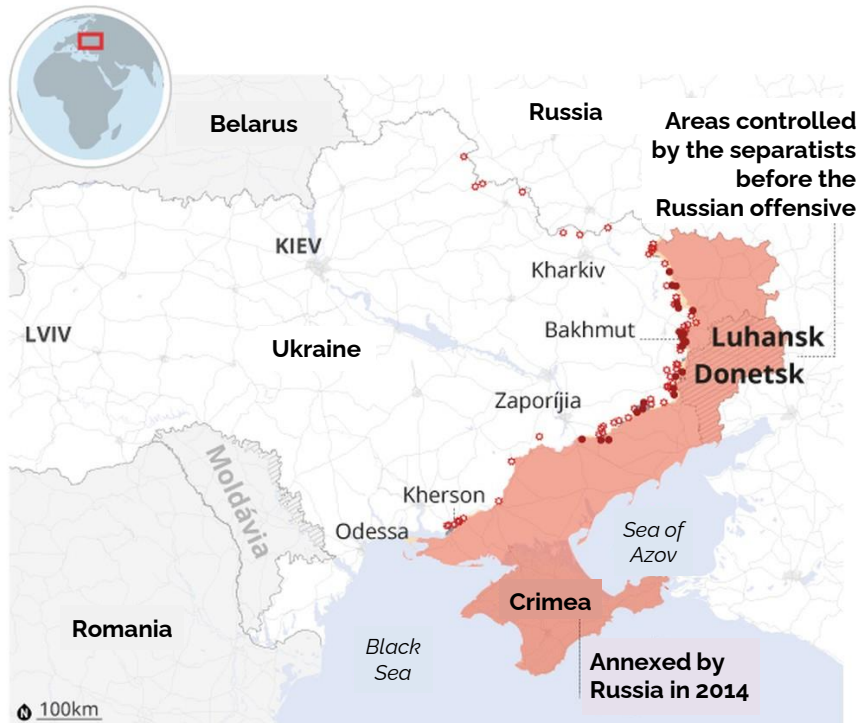 Belarus
Russia
Areas controlled
by the separatists
before the
Russian offensive
KIEV
Kharkiv
LVIV
Ukraine
Bakhmut
Luhansk
Donetsk
Zaporíjia
Moldávia
Kherson
Odessa
Sea of
Azov
Crimea
Romania
Black
Sea
Annexed by
Russia in 2014
N 100km